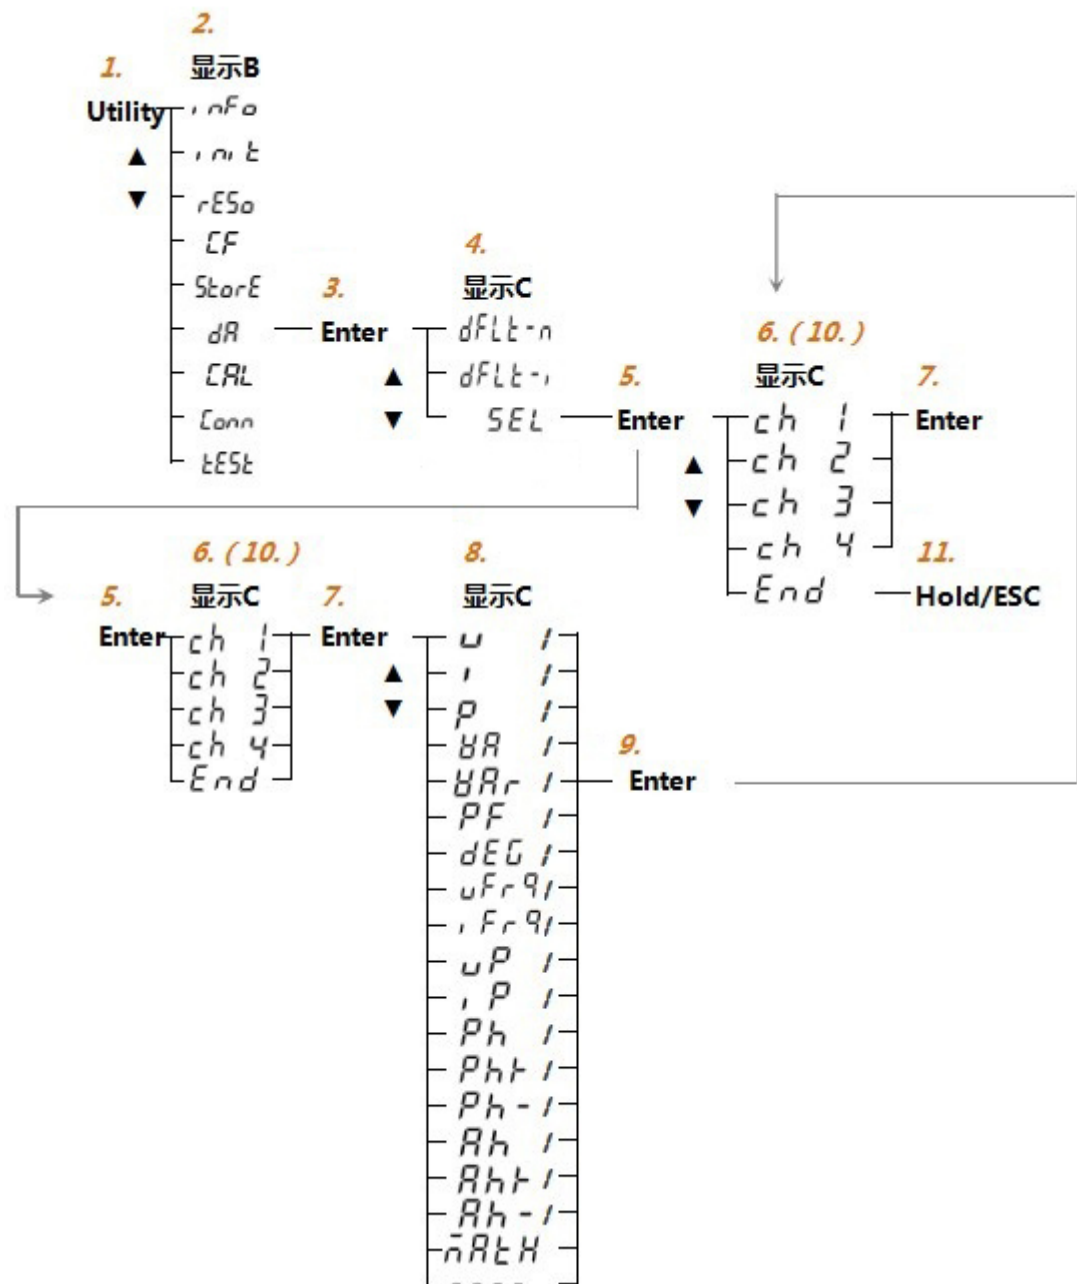 2.
显示B
1.
Utility
inFo
init
rESo
CF
StorE
dA
CAL
Conn
tESt
▲
▼
3.
Enter
▲
▼
4.
显示C
dFLt-n
dFLt-i
SEL
5.
Enter
▲
▼
6. ( 10. )
显示C
ch 1
ch 2
ch 3
ch 4
End
7.
Enter
11.
Hold/ESC
5.
Enter
6. ( 10. )
显示C
ch 1
ch 2
ch 3
ch 4
End
7.
Enter
▲
▼
8.
显示C
u 1
i 1
P 1
VA 1
VAr 1
PF 1
dEG 1
uFrq1
iFrq1
uP 1
iP 1
Ph 1
Ph+ 1
Ph-1
Ah 1
Ah+ 1
Ah-1
MAtH
9.
Enter